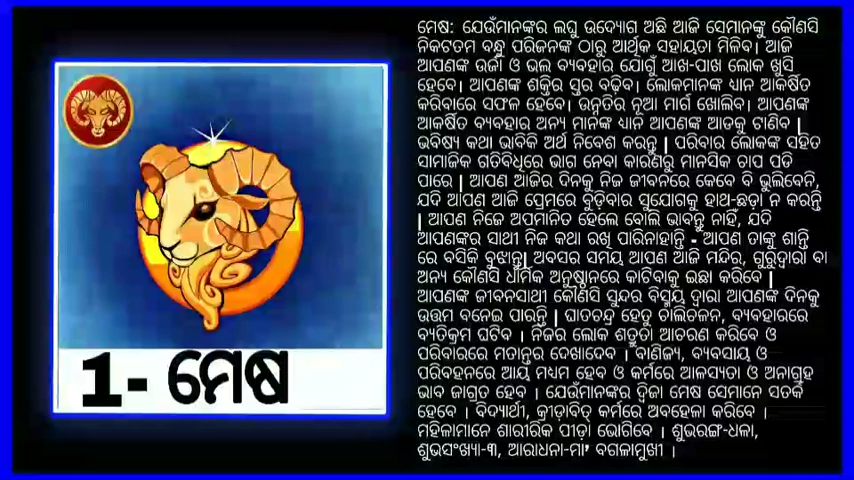 1- ମେଷ
ମେଷ: ଯେଉଁମାନଙ୍କର ଲଘୁ ଉଦ୍ୟୋଗ ଅଛି ଆଜି ସେମାନଙ୍କୁ କୌଣସି
ନିକଟତମ ବନ୍ଧୁ ପରିଜନଙ୍କ ଠାରୁ ଆର୍ଥିକ ସହାୟତା ମିଳିବ। ଆଜି
ଆପଣଙ୍କ ଉର୍ଜା ଓ ଭଲ ବ୍ୟବହାର ଯୋଗୁଁ ଆଖ-ପାଖ ଲୋକ ଖୁସି
ହେବେ। ଆପଣଙ୍କ ଶକ୍ତିର ସ୍ତର ବଢ଼ିବ। ଲୋକମାନଙ୍କ ଧ୍ୟାନ ଆକର୍ଷିତ
କରିବାରେ ସଫଳ ହେବେ। ଉନ୍ନତିର ନୂଆ ମାର୍ଗ ଖୋଲିବ। ଆପଣଙ୍କ
ଆକର୍ଷିତ ବ୍ୟବହାର ଅନ୍ୟ ମାନଙ୍କ ଧ୍ୟାନ ଆପଣଙ୍କ ଆଡକୁ ଟାଣିବ |
ଭବିଷ୍ୟ କଥା ଭାବିକି ଅର୍ଥ ନିବେଶ କରନ୍ତୁ | ପରିବାର ଲୋକଙ୍କ ସହିତ
ସାମାଜିକ ଗତିବିଧିରେ ଭାଗ ନେବା କାରଣରୁ ମାନସିକ ଚାପ ପଡି
ପାରେ | ଆପଣ ଆଜିର ଦିନକୁ ନିଜ ଜୀବନରେ କେବେ ବି ଭୁଲିବେନି,
ଯଦି ଆପଣ ଆଜି ପ୍ରେମରେ ବୁଡ଼ିବାର ସୁଯୋଗକୁ ହାଥ-ଛଡ଼ା ନ କରନ୍ତି
| ଆପଣ ନିଜେ ଅପମାନିତ ହେଲେ ବୋଲି ଭାବନ୍ତୁ ନାହିଁ, ଯଦି
ଆପଣଙ୍କର ସାଥୀ ନିଜ କଥା ରଖି ପାରିନାହାନ୍ତି - ଆପଣ ତାଙ୍କୁ ଶାନ୍ତି
ରେ ବସିକି ବୁଝାନ୍ତୁ| ଅବସର ସମୟ ଆପଣ ଆଜି ମନ୍ଦିର, ଗୁରୁଦ୍ୱାରା ବା
ଅନ୍ୟ କୌଣସି ଧାର୍ମିକ ଅନୁଷ୍ଠାନରେ କାଟିବାକୁ ଇଛା କରିବେ |
ଆପଣଙ୍କ ଜୀବନସାଥୀ କୌଣସି ସୁନ୍ଦର ବିସ୍ମୟ ଦ୍ୱାରା ଆପଣଙ୍କ ଦିନକୁ
ଉତ୍ତମ ବନେଇ ପାରନ୍ତି | ଘାତଚନ୍ଦ୍ର ହେତୁ ଚାଲିଚଳନ, ବ୍ୟବହାରରେ
ବ୍ୟତିକ୍ରମ ଘଟିବ । ନିଜର ଲୋକ ଶତ୍ରୁତା ଆଚରଣ କରିବେ ଓ
ପରିବାରରେ ମତାନ୍ତର ଦେଖାଦେବ । ବାଣିଜ୍ୟ, ବ୍ୟବସାୟ ଓ
ପରିବହନରେ ଆୟ ମଧ୍ୟମ ହେବ ଓ କର୍ମରେ ଆଳସ୍ୟତା ଓ ଅନାଗ୍ରହ
ଭାବ ଜାଗ୍ରତ ହେବ । ଯେଉଁମାନଙ୍କର ଦ୍ୱିଜା ମେଷ ସେମାନେ ସତର୍କ
ହେବେ । ବିଦ୍ୟାର୍ଥୀ, କ୍ରୀଡ଼ାବିତ୍ କର୍ମରେ ଅବହେଳା କରିବେ ।
ମହିଳାମାନେ ଶାରୀରିକ ପୀଡ଼ା ଭୋଗିବେ । ଶୁଭରଙ୍ଗ-ଧଳା,
ଶୁଭସଂଖ୍ୟା-୩, ଆରାଧନା-ମା' ବଗଳାମୁଖୀ ।